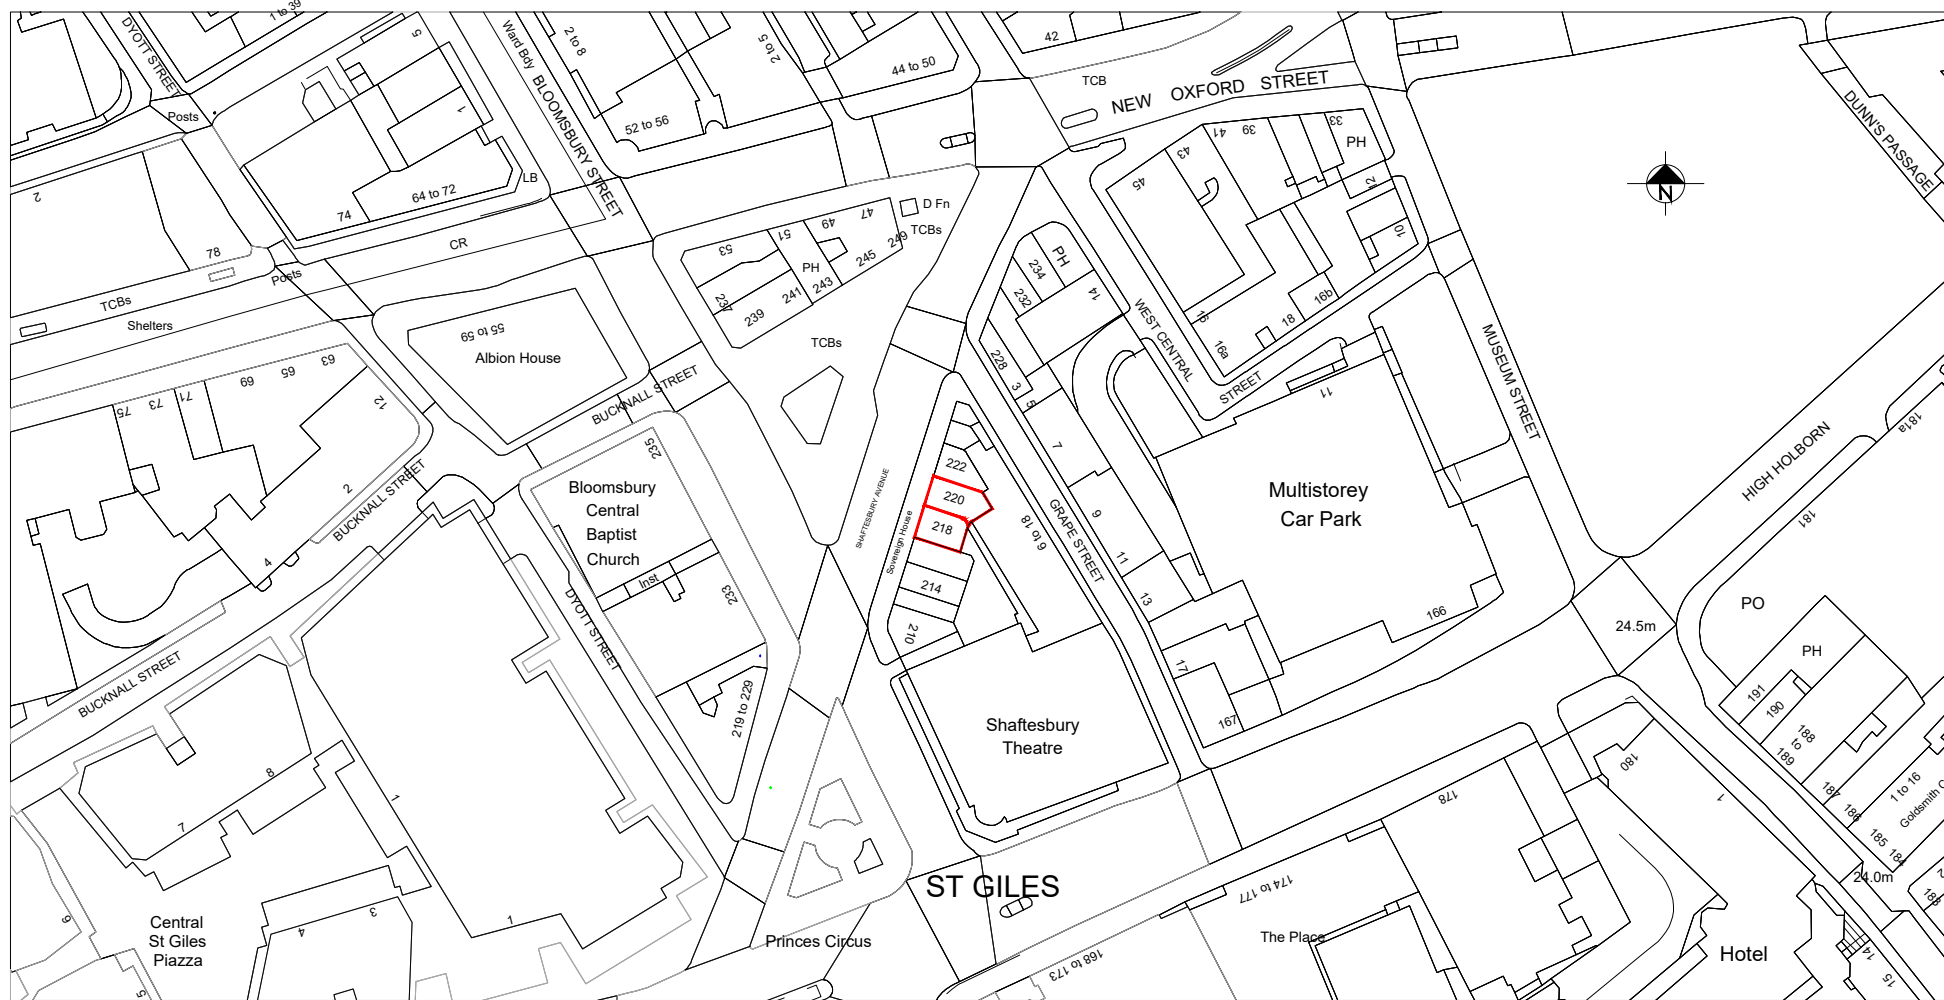 1 to 39
DYOTT STREET
5
Ward Bdy
BLOOMSBURY STREET
2 to 8
2 to 5
42
44 to 50
TCB
NEW OXFORD STREET
DUNN'S PASSAGE
Posts
1
52 to 56
33
39
41
43
PH
45
12
10
N
2
74
64 to 72
LB
CR
78
Posts
TCBs
Shelters
53
51
49
47
D Fn
TCBs
249
245
243
241
PH
237
239
TCBs
PH
234
232
14
WEST CENTRAL
STREET
16
16a
18
16b
MUSEUM STREET
55 to 59
Albion House
63
65
69
71
73
75
12
BUCKNALL STREET
228
3
5
7
9
11
13
17
11
HIGH HOLBORN
181a
181
2
BUCKNALL STREET
4
235
Bloomsbury
Central
Baptist
Church
Inst
233
SHAFTESBURY AVENUE
Sovereign House
222
220
218
214
210
6 to 18
GRAPE STREET
Multistorey
Car Park
166
167
24.5m
PO
PH
191
190
188
to
189
187
186
185
184
1 to 16
Goldsmith C
BUCKNALL STREET
DYOTT STREET
219 to 229
8
7
1
1
Shaftesbury
Theatre
178
180
1
ST GILES
174 to 177
24.0m
2
183
6
Central
St Giles
Piazza
4
3
5
Princes Circus
168 to 173
The Place
Hotel
14
15